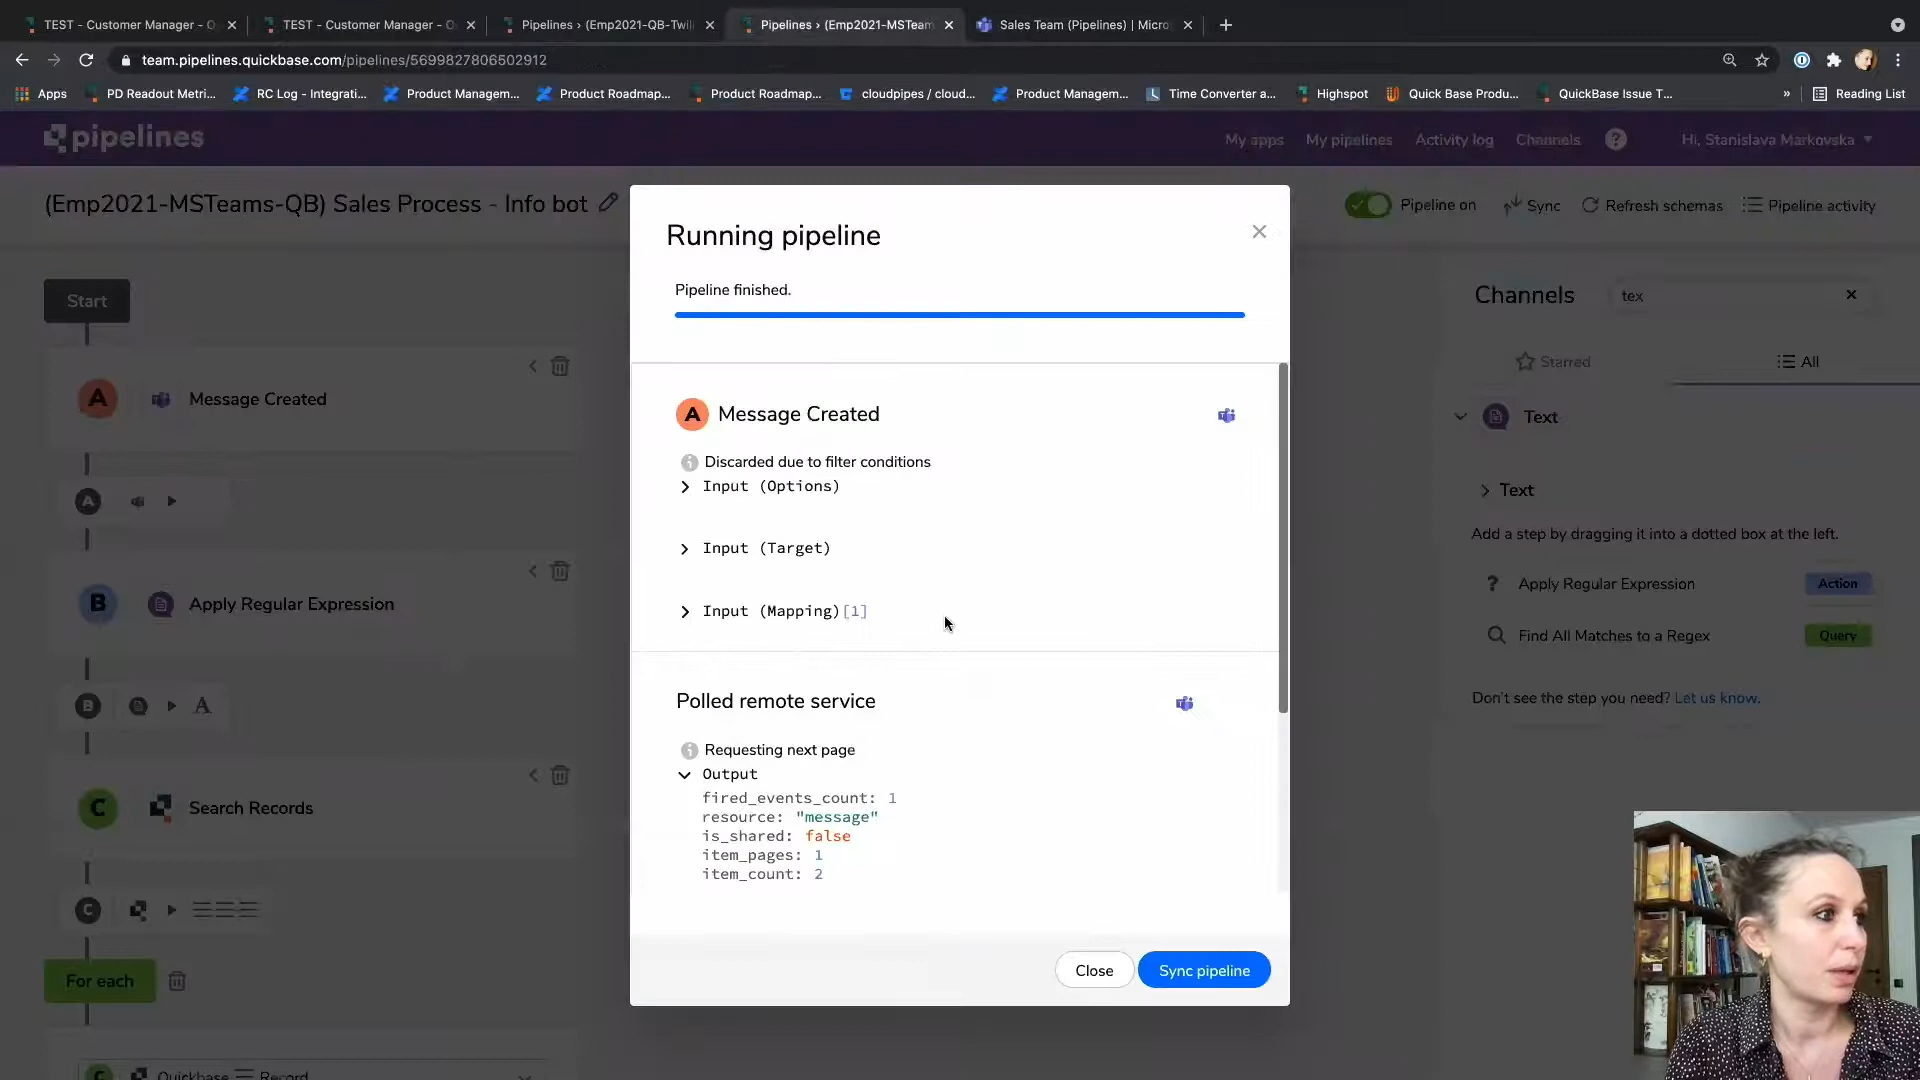 TEST - Customer Manager - Q
TEST - Customer Manager - Q
Pipelines › (Emp2021-QB-Twil
Pipelines › (Emp2021-MSTeam
Sales Team (Pipelines) | Micro
team.pipelines.quickbase.com/pipelines/5699827806502912
Apps
PD Readout Metri...
RC Log - Integrati...
Product Managem...
Product Roadmap...
Product Roadmap...
cloudpipes / cloud...
Product Managem...
Time Converter a...
Highspot
Quick Base Produ...
QuickBase Issue T...
»
Reading List
pipelines
My apps
My pipelines
Activity log
Channels
?
Hi, Stanislava Markovska
(Emp2021-MSTeams-QB) Sales Process - Info bot
Pipeline on
Sync
Refresh schemas
Pipeline activity
Start
A
Message Created
A
B
Apply Regular Expression
B
A
C
Search Records
C
For each
C
Quickbase
Record
Running pipeline
Pipeline finished.
A Message Created
Discarded due to filter conditions
Input (Options)
Input (Target)
Input (Mapping)[1]
Polled remote service
Requesting next page
Output
fired_events_count: 1
resource: "message"
is_shared: false
item_pages: 1
item_count: 2
Close
Sync pipeline
Channels
tex
Starred
All
Text
Text
Add a step by dragging it into a dotted box at the left.
? Apply Regular Expression
Action
Find All Matches to a Regex
Query
Don't see the step you need? Let us know.